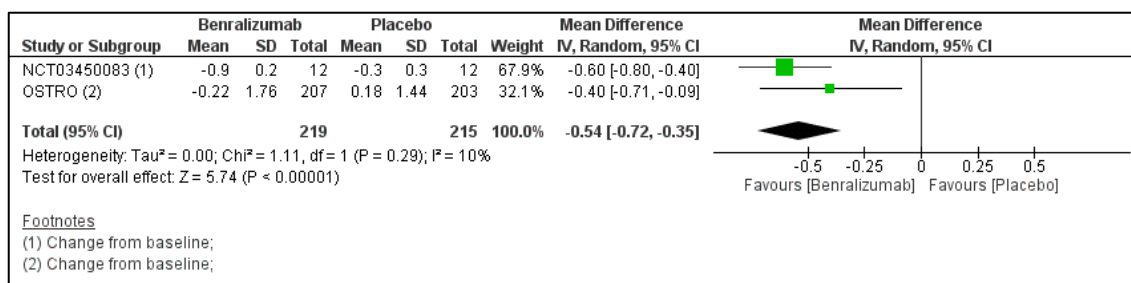 Benralizumab Placebo Mean Difference Mean Difference
Study or Subgroup Mean SD Total Mean SD Total Weight IV, Random, 95% CI IV, Random, 95% CI
NCT03450083 (1) -0.9 0.2 12 -0.3 0.3 12 67.9% -0.60 [-0.80, -0.40]
OSTRO (2) -0.22 1.76 207 0.18 1.44 203 32.1% -0.40 [-0.71, -0.09]
Total (95% CI) 219 215 100.0% -0.54 [-0.72, -0.35]
Heterogeneity: Tau² = 0.00; Chi² = 1.11, df = 1 (P = 0.29); I² = 10%
Test for overall effect: Z = 5.74 (P < 0.00001)
-0.5 -0.25 0 0.25 0.5
Favours [Benralizumab] Favours [Placebo]
Footnotes
(1) Change from baseline;
(2) Change from baseline;